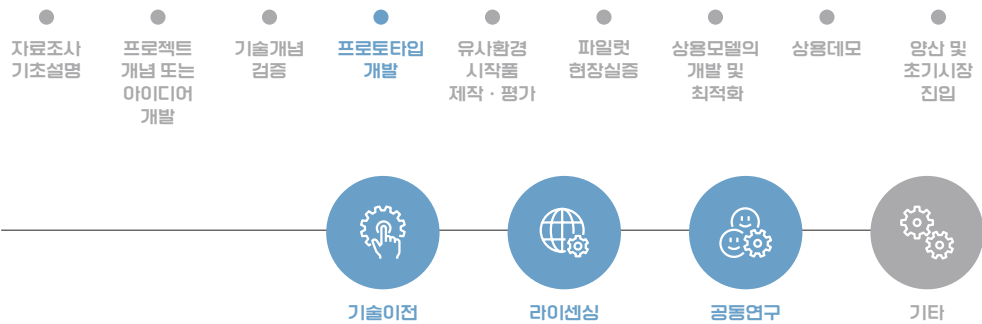 자료조사
기초설명
프로젝트
개념 또는
아이디어
개발
기술개념
검증
프로토타입
개발
유사환경
시작품
제작 · 평가
파일럿
현장실증
상용모델의
개발 및
최적화
상용데모
양산 및
초기시장
진입
기술이전
라이센싱
공동연구
기타